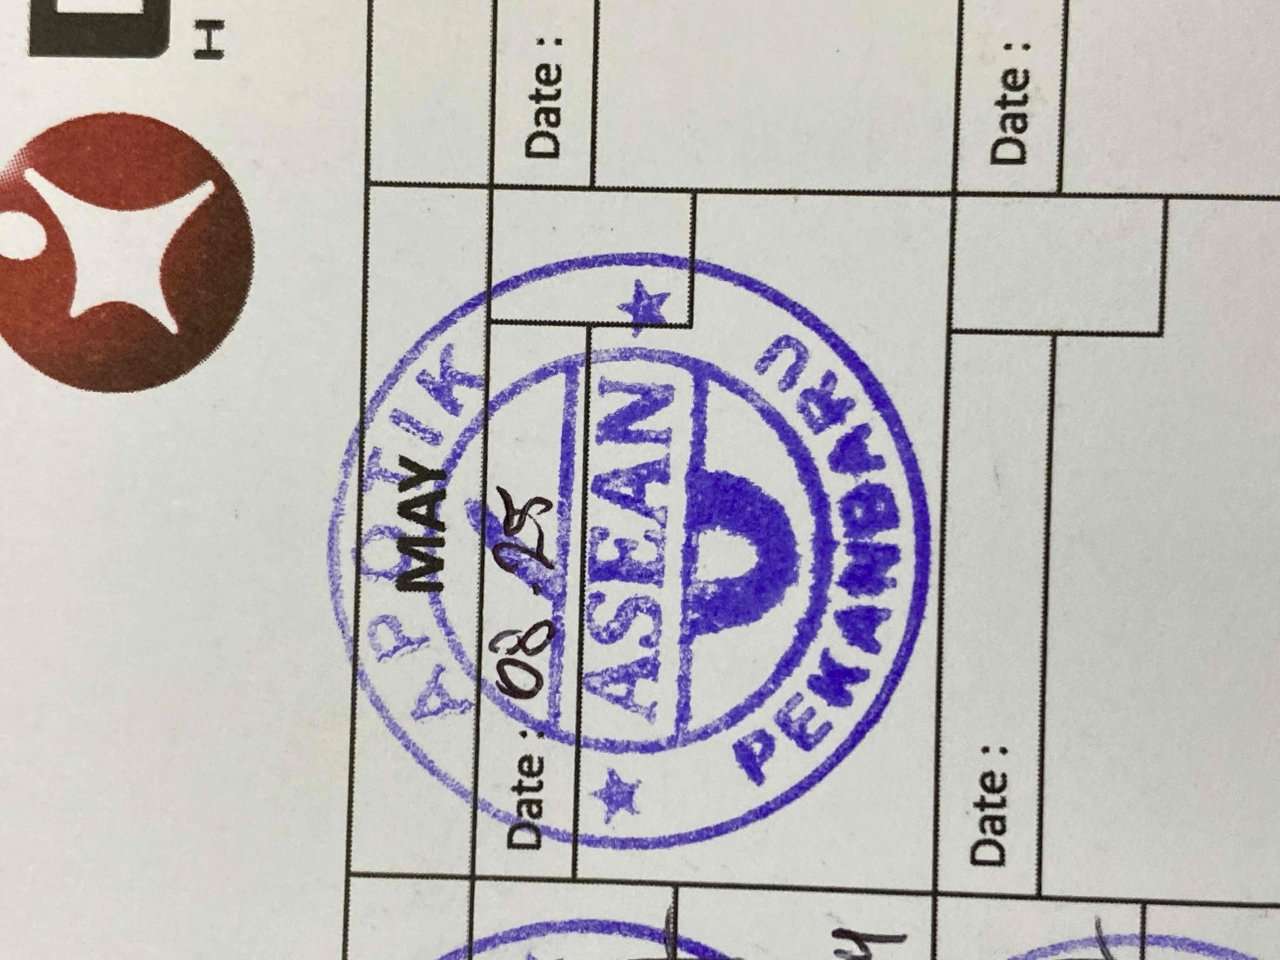 H
MAY
Date : 08 . 25
Date :
Date :
Date :
APOTIK
ASEAN
PEKANBARU